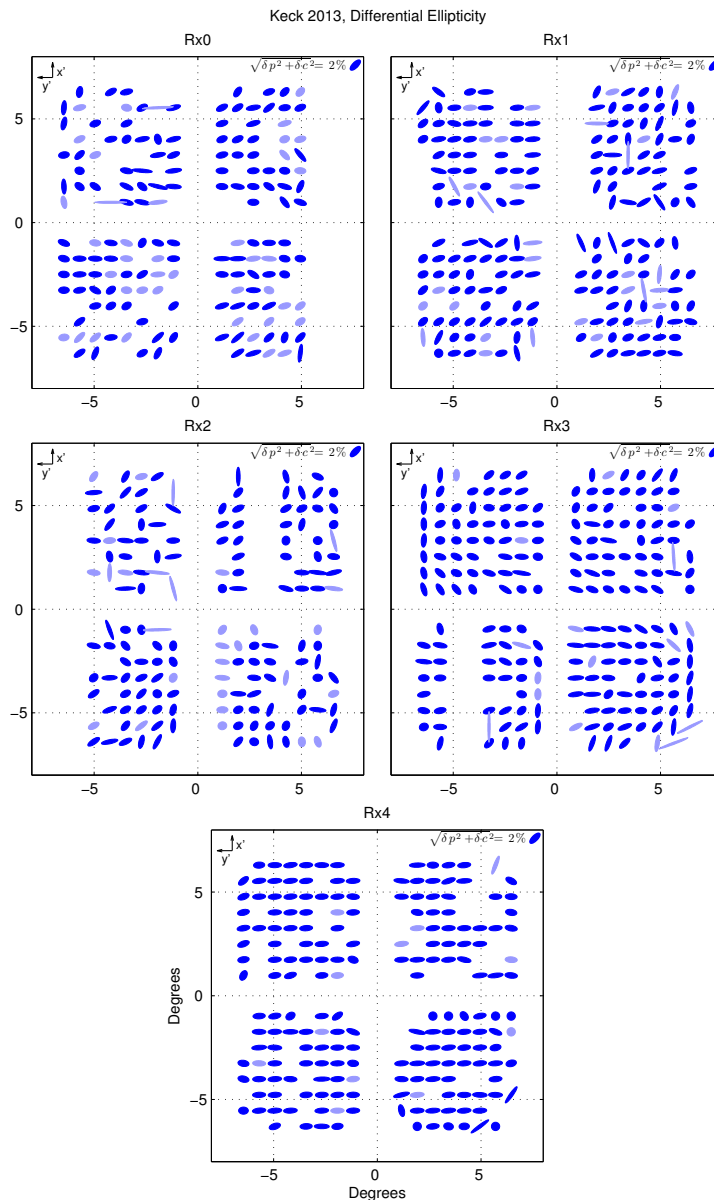 Keck 2013, Differential Ellipticity
Rx0
Rx1
x'
y'
√δp²+δc²= 2%
x'
y'
√δp²+δc²= 2%
5
0
−5
5
0
−5
−5 0 5
−5 0 5
Rx2
Rx3
x'
y'
√δp²+δc²= 2%
x'
y'
√δp²+δc²= 2%
5
0
−5
5
0
−5
−5 0 5
−5 0 5
Rx4
x'
y'
√δp²+δc²= 2%
5
0
−5
Degrees
−5 0 5
Degrees